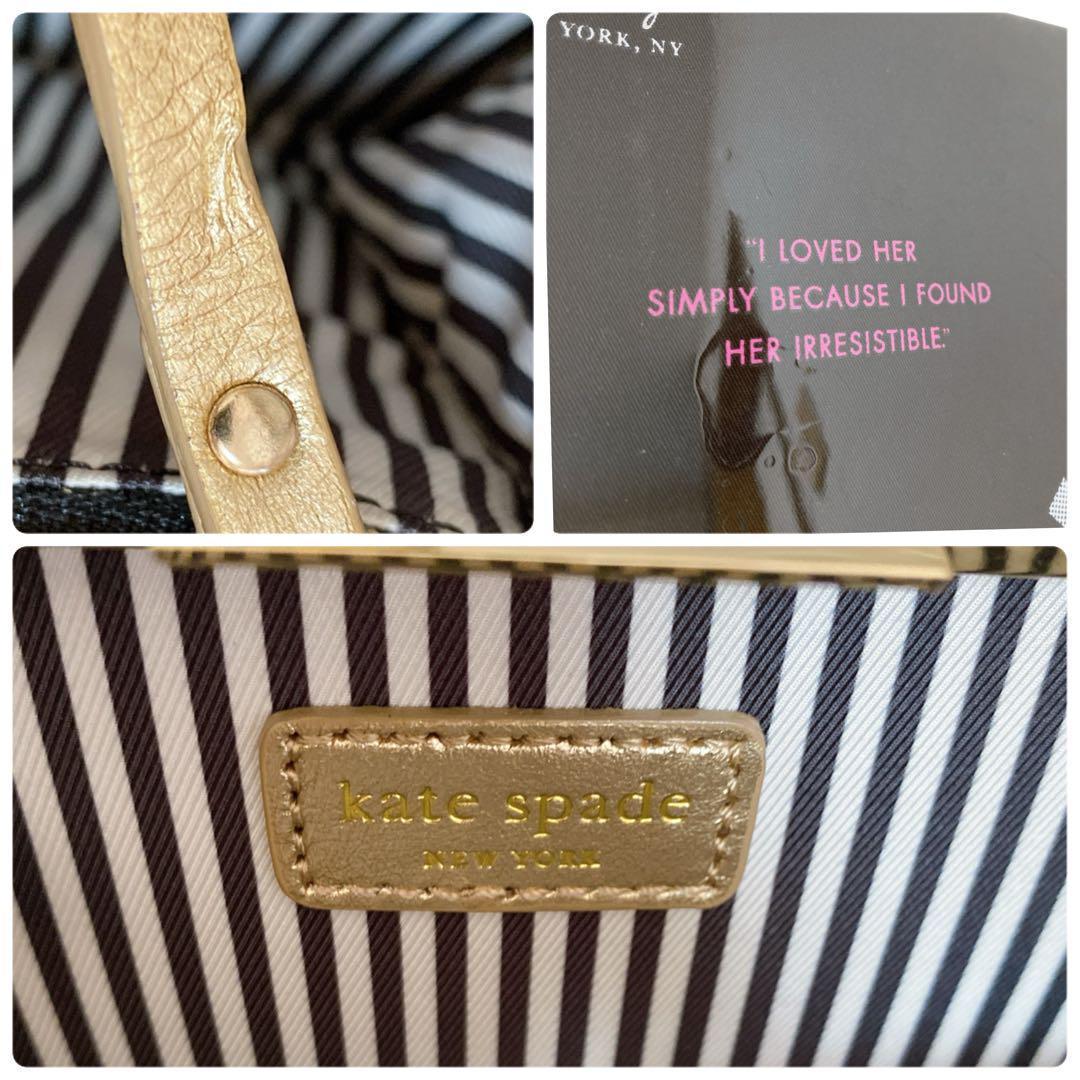 YORK, NY
"I LOVED HER
SIMPLY BECAUSE I FOUND
HER IRRESISTIBLE."
kate spade
NEW YORK